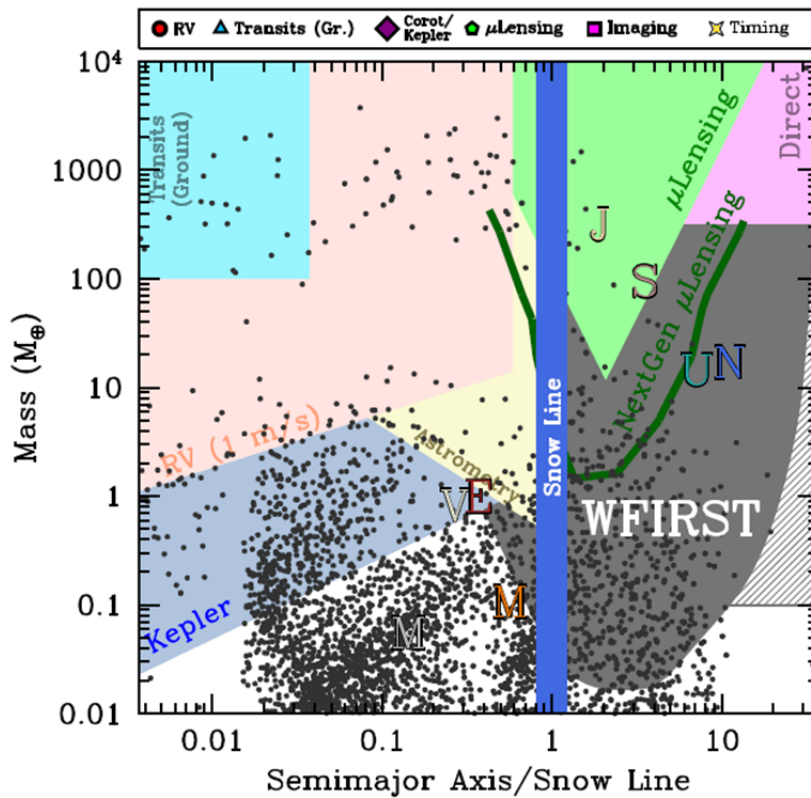 RV Transits (Gr.) Corot/ Kepler μLensing Imaging Timing
10⁴
1000
100
10
1
0.1
0.01
Mass (M⊕)
Transits
(Ground)
μLensing
Direct
J
S
NextGen μLensing
U N
RV (1 m/s)
Astrometry
Snow Line
V E
WFIRST
M
M
Kepler
0.01 0.1 1 10
Semimajor Axis/Snow Line